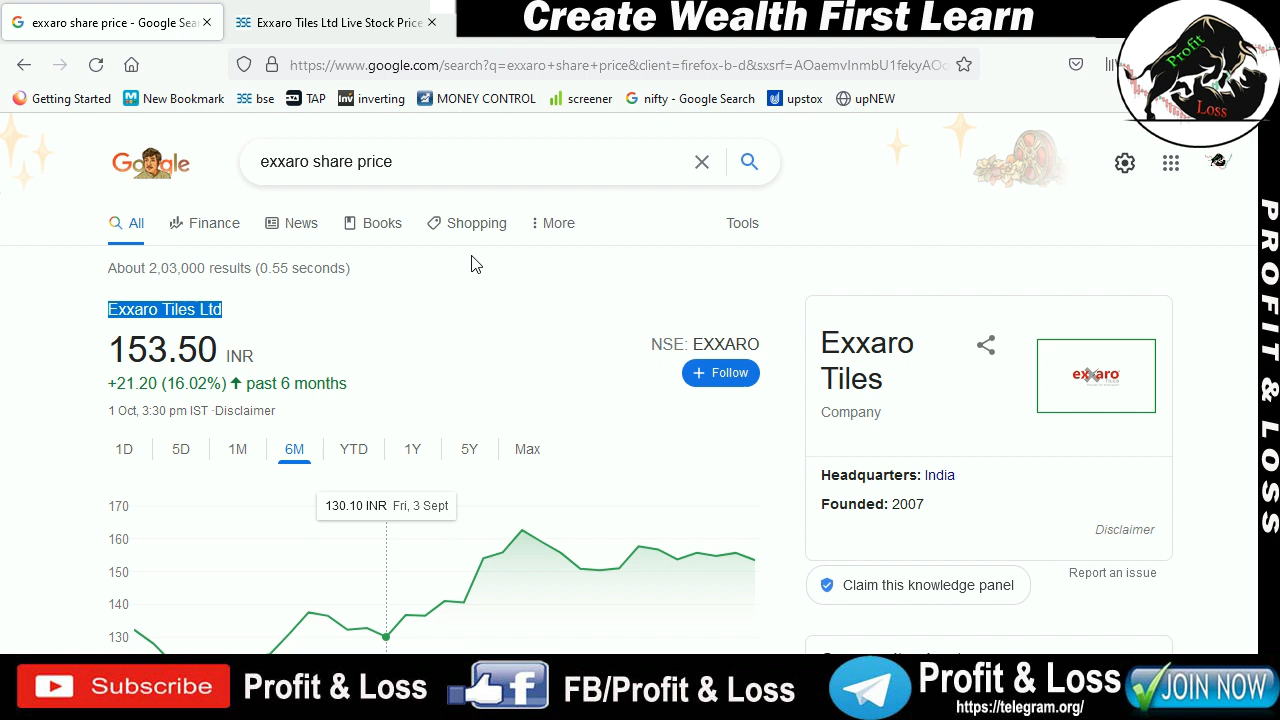 exxaro share price - Google Sea
Exxaro Tiles Ltd Live Stock Price
Create Wealth First Learn
https://www.google.com/search?q=exxaro+share+price&client=firefox-b-d&sxsrf=AOaemvInmbU1fekyAO
Getting Started
New Bookmark
bse
TAP
inverting
MONEY CONTROL
screener
nifty - Google Search
upstox
upNEW
Profit
Loss
Google
exxaro share price
All
Finance
News
Books
Shopping
More
Tools
About 2,03,000 results (0.55 seconds)
Exxaro Tiles Ltd
153.50 INR
+21.20 (16.02%) past 6 months
1 Oct, 3:30 pm IST · Disclaimer
NSE: EXXARO
+ Follow
1D
5D
1M
6M
YTD
1Y
5Y
Max
170
160
150
140
130
130.10 INR Fri, 3 Sept
Exxaro
Tiles
Company
exxaro
Headquarters: India
Founded: 2007
Disclaimer
Claim this knowledge panel
Report an issue
PROFIT & LOSS
Subscribe
Profit & Loss
FB/Profit & Loss
Profit & Loss
https://telegram.org/
JOIN NOW